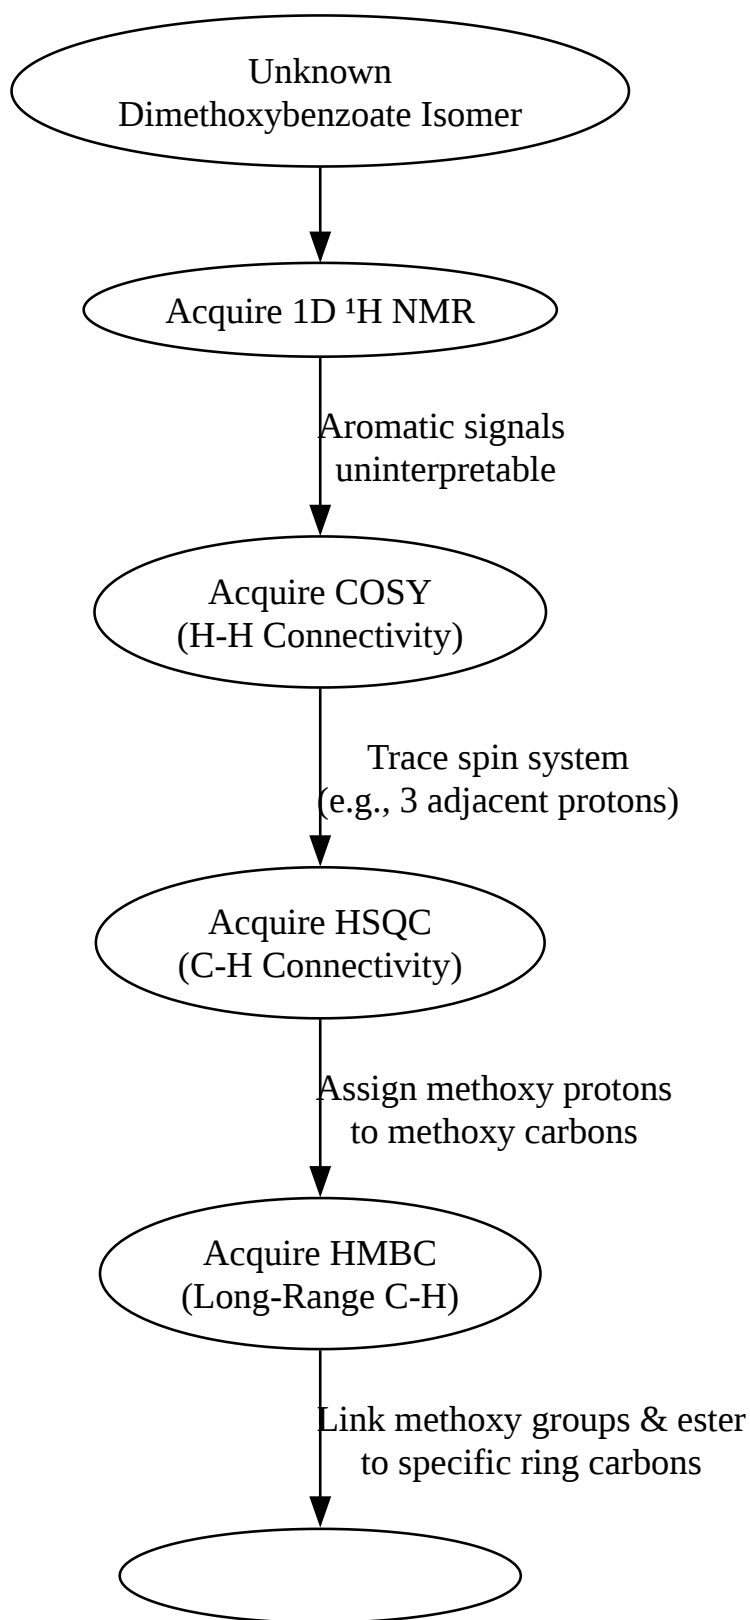 Unknown
Dimethoxybenzoate Isomer
Acquire 1D ¹H NMR
Aromatic signals
uninterpretable
Acquire COSY
(H-H Connectivity)
Trace spin system
(e.g., 3 adjacent protons)
Acquire HSQC
(C-H Connectivity)
Assign methoxy protons
to methoxy carbons
Acquire HMBC
(Long-Range C-H)
Link methoxy groups & ester
to specific ring carbons